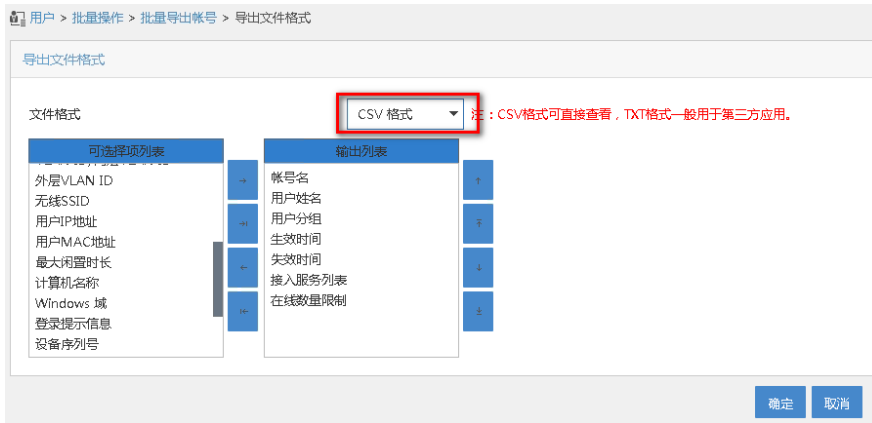 用户 > 批量操作 > 批量导出帐号 > 导出文件格式
导出文件格式
文件格式
CSV 格式
注：CSV格式可直接查看，TXT格式一般用于第三方应用。
可选择项列表
外层VLAN ID
无线SSID
用户IP地址
用户MAC地址
最大闲置时长
计算机名称
Windows 域
登录提示信息
设备序列号
输出列表
帐号名
用户姓名
用户分组
生效时间
失效时间
接入服务列表
在线数量限制
确定
取消